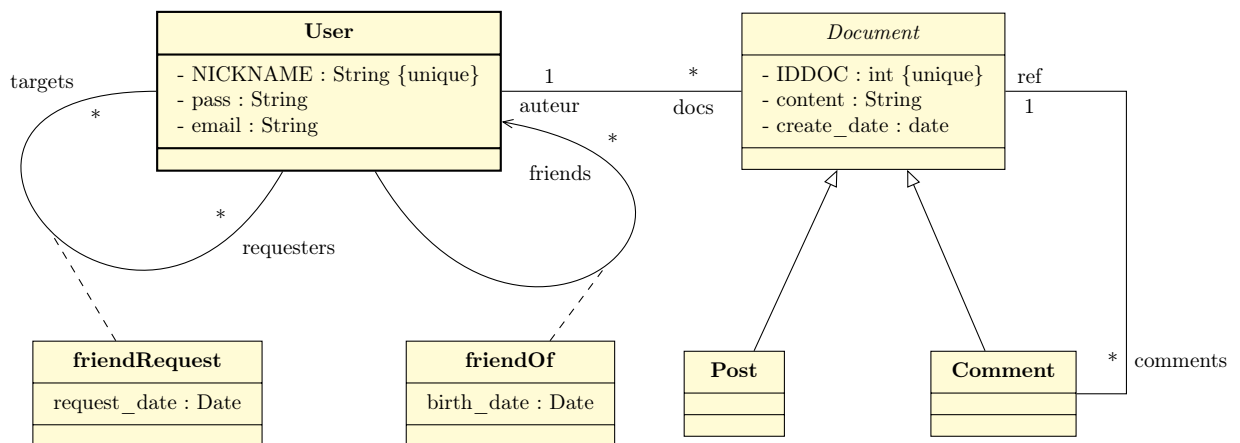 User
- NICKNAME : String {unique}
- pass : String
- email : String
Document
- IDDOC : int {unique}
- content : String
- create_date : date
targets
*
1
auteur
*
docs
ref
1
*
friends
*
requesters
friendRequest
request_date : Date
friendOf
birth_date : Date
Post
Comment
* comments